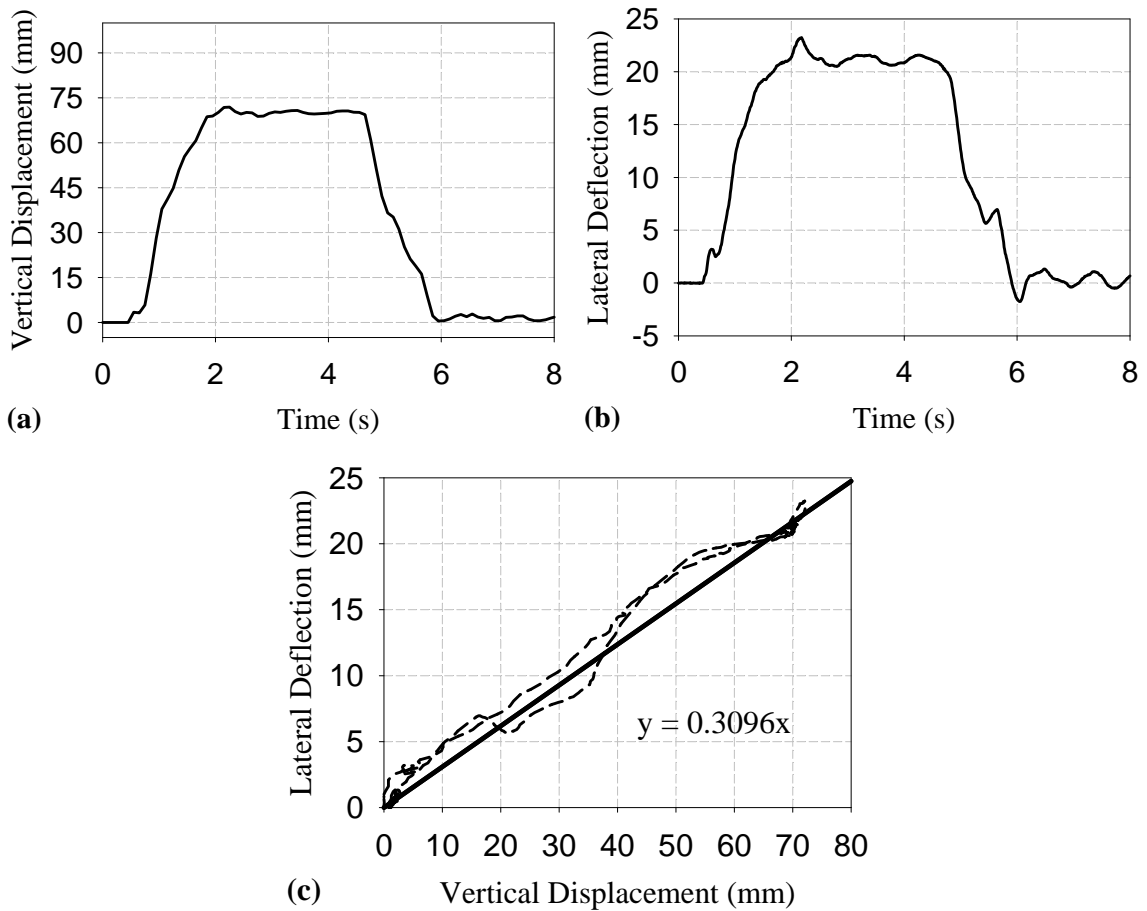 Vertical Displacement (mm)
90
75
60
45
30
15
0
0 2 4 6 8
(a) Time (s)
Lateral Deflection (mm)
25
20
15
10
5
0
-5
0 2 4 6 8
(b) Time (s)
Lateral Deflection (mm)
25
20
15
10
5
0
y = 0.3096x
0 10 20 30 40 50 60 70 80
(c) Vertical Displacement (mm)